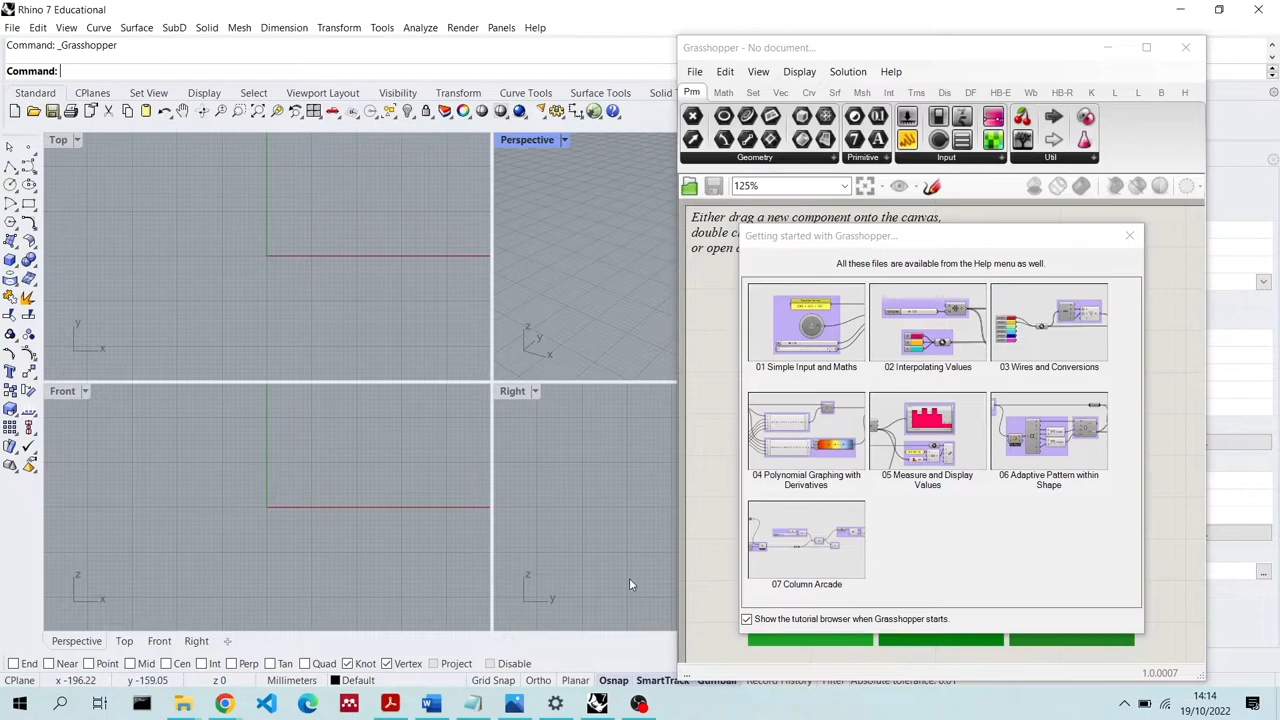 Rhino 7 Educational
File Edit View Curve Surface SubD Solid Mesh Dimension Transform Tools Analyze Render Panels Help
Command: _Grasshopper
Command:
Standard CPlanes Set View Display Select Viewport Layout Visibility Transform Curve Tools Surface Tools Solid
Grasshopper - No document...
File Edit View Display Solution Help
Prm Math Set Vec Crv Srf Msh Int Trns Dis DF HB-E Wb HB-R K L L B H
Geometry Primitive Input Util
125%
Top
Perspective
Either drag a new component onto the canvas,
double c
or open a
Getting started with Grasshopper...
All these files are available from the Help menu as well.
01 Simple Input and Maths
02 Interpolating Values
03 Wires and Conversions
04 Polynomial Graphing with
Derivatives
05 Measure and Display
Values
06 Adaptive Pattern within
Shape
07 Column Arcade
Show the tutorial browser when Grasshopper starts.
... 1.0.0007
y
x
z
y
x
Front
Right
z
x
z
y
Perspective Top Front Right
End Near Point Mid Cen Int Perp Tan Quad Knot Vertex Project Disable
CPlane x -196.22 y -159.05 z 0 Millimeters Default Grid Snap Ortho Planar Osnap SmartTrack Gumball Record History Filter Absolute tolerance: 0.01
14:14
19/10/2022